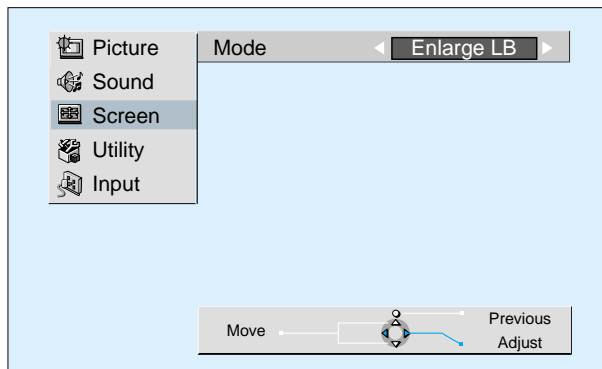 Picture
Sound
Screen
Utility
Input
Mode Enlarge LB
Move
Previous
Adjust